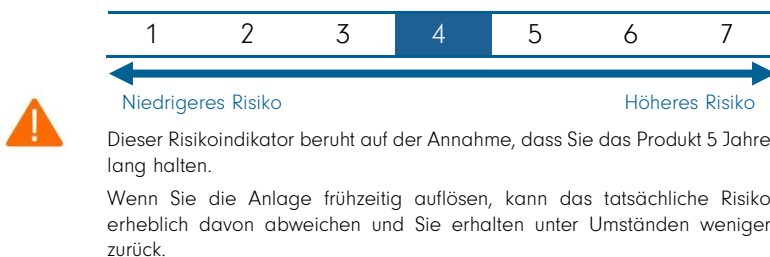 1 2 3 4 5 6 7
Niedrigeres Risiko Höheres Risiko
Dieser Risikoindikator beruht auf der Annahme, dass Sie das Produkt 5 Jahre
lang halten.
Wenn Sie die Anlage frühzeitig auflösen, kann das tatsächliche Risiko
erheblich davon abweichen und Sie erhalten unter Umständen weniger
zurück.